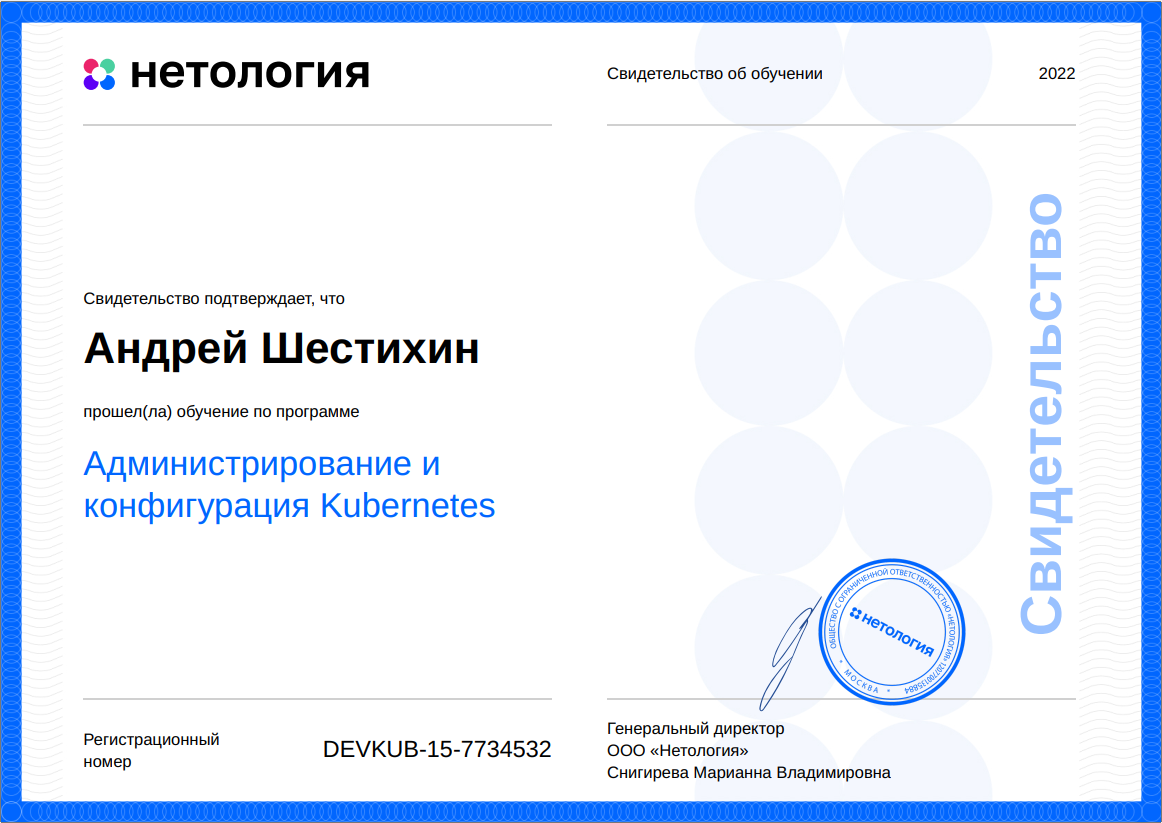 нетология
Свидетельство об обучении
2022
Свидетельство подтверждает, что
Андрей Шестихин
прошел(ла) обучение по программе
Администрирование и
конфигурация Kubernetes
Свидетельство
ОБЩЕСТВО С ОГРАНИЧЕННОЙ ОТВЕТСТВЕННОСТЬЮ «НЕТОЛОГИЯ» 1207700135884
* МОСКВА *
нетология
Регистрационный
номер
DEVKUB-15-7734532
Генеральный директор
ООО «Нетология»
Снигирева Марианна Владимировна